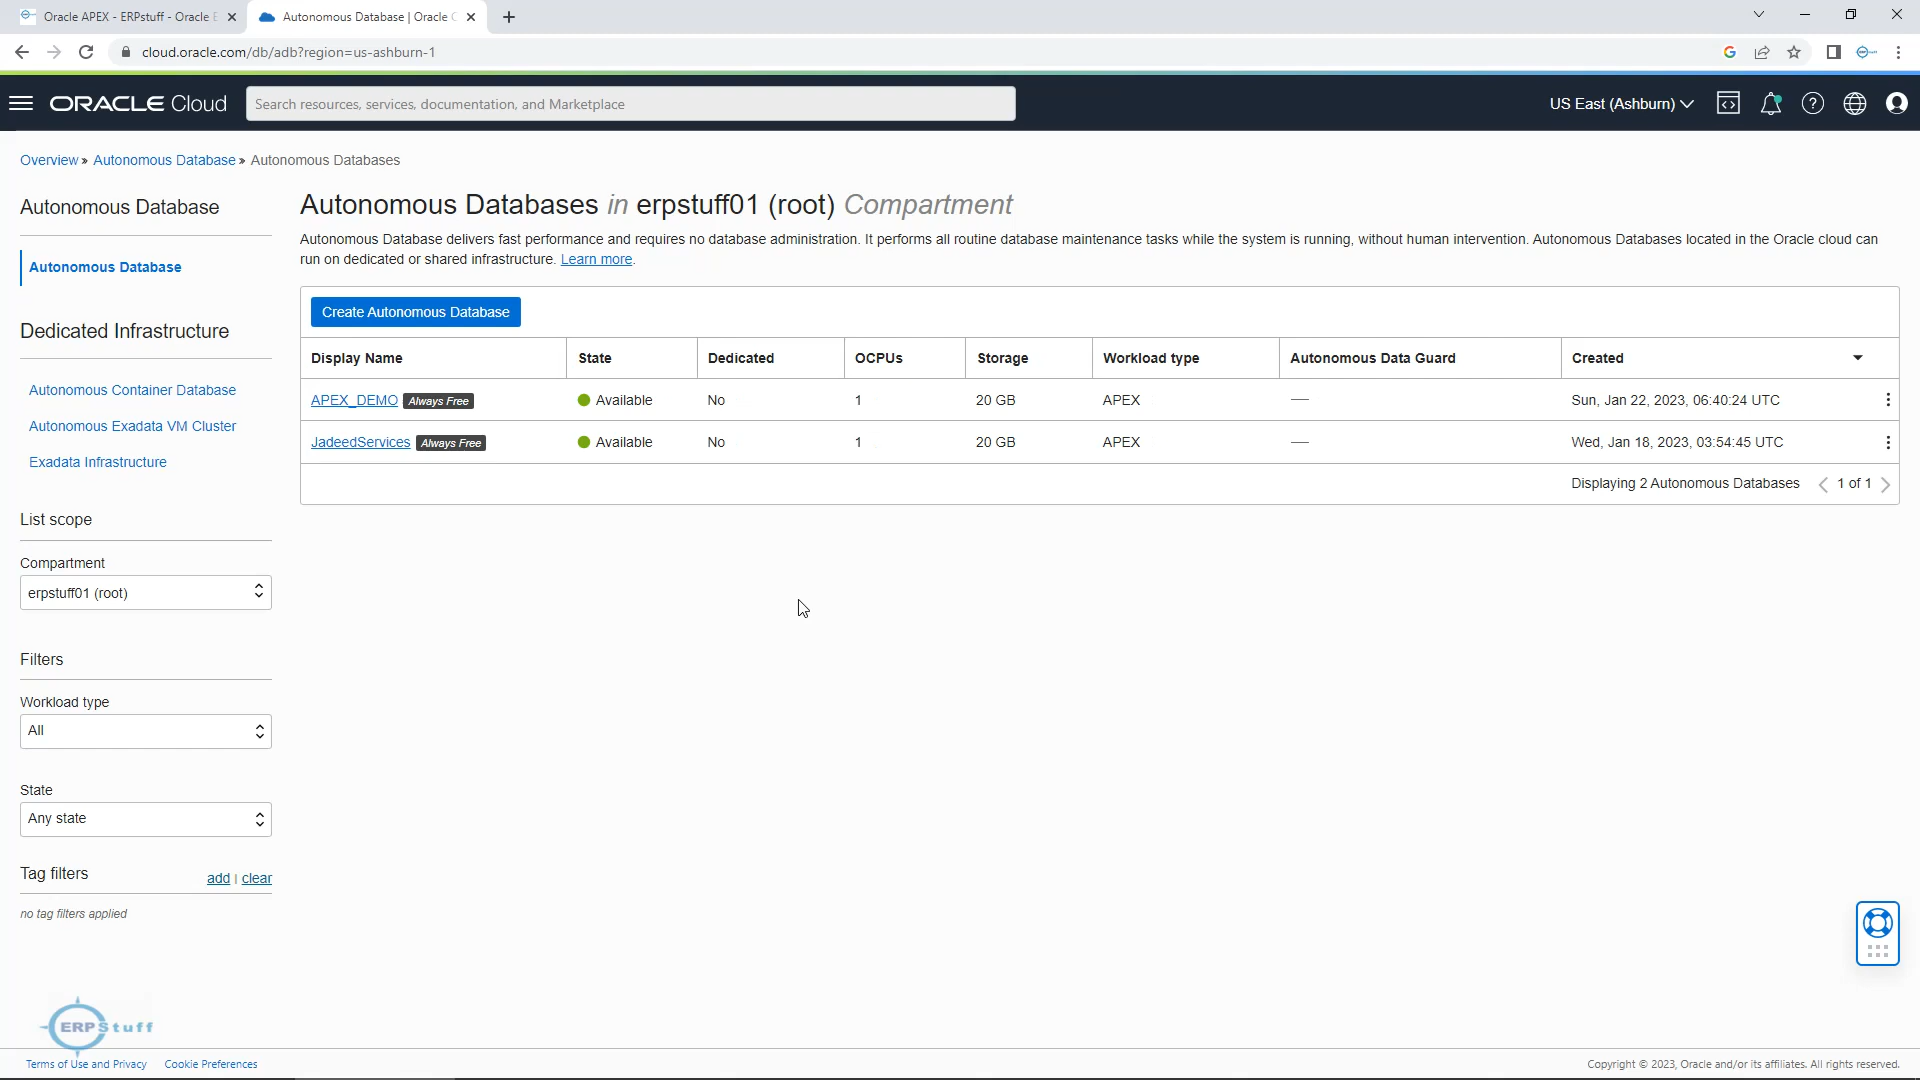 Oracle APEX - ERPstuff - Oracle E
Autonomous Database | Oracle C
cloud.oracle.com/db/adb?region=us-ashburn-1
ORACLE Cloud
Search resources, services, documentation, and Marketplace
US East (Ashburn)
Overview » Autonomous Database » Autonomous Databases
Autonomous Database
Autonomous Database
Dedicated Infrastructure
Autonomous Container Database
Autonomous Exadata VM Cluster
Exadata Infrastructure
List scope
Compartment
erpstuff01 (root)
Filters
Workload type
All
State
Any state
Tag filters add | clear
no tag filters applied
Autonomous Databases in erpstuff01 (root) Compartment
Autonomous Database delivers fast performance and requires no database administration. It performs all routine database maintenance tasks while the system is running, without human intervention. Autonomous Databases located in the Oracle cloud can
run on dedicated or shared infrastructure. Learn more.
Create Autonomous Database
Display Name State Dedicated OCPUs Storage Workload type Autonomous Data Guard Created
APEX_DEMO Always Free Available No 1 20 GB APEX — Sun, Jan 22, 2023, 06:40:24 UTC
JadeedServices Always Free Available No 1 20 GB APEX — Wed, Jan 18, 2023, 03:54:45 UTC
Displaying 2 Autonomous Databases < 1 of 1 >
ERPStuff
Terms of Use and Privacy Cookie Preferences
Copyright © 2023, Oracle and/or its affiliates. All rights reserved.